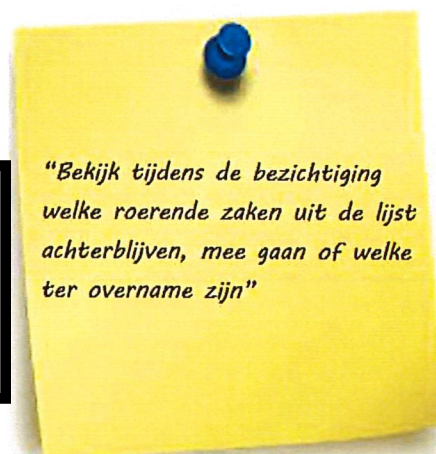 “Bekijk tijdens de bezichtiging
welke roerende zaken uit de lijst
achterblijven, mee gaan of welke
ter overname zijn”